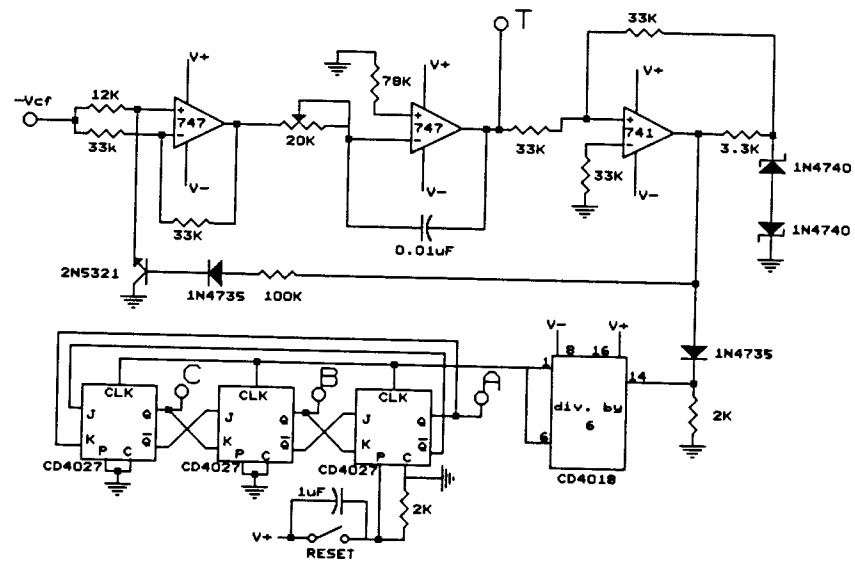 T
33K
V+
V+
V+
78K
-Vcf
12K
+
747
-
+
747
-
+
741
-
33k
20K
33K
3.3K
1N4740
V-
V-
33K
V-
33K
0.01uF
1N4740
2N5321
1N4735
100K
V-
V+
1N4735
8
16
1
14
C
B
A
CLK
CLK
CLK
J
Q
J
Q
J
Q
div. by
6
2K
K
Q
K
Q
K
Q
6
P
C
P
C
P
C
CD4027
CD4027
CD4027
CD4018
1uF
2K
V+
RESET